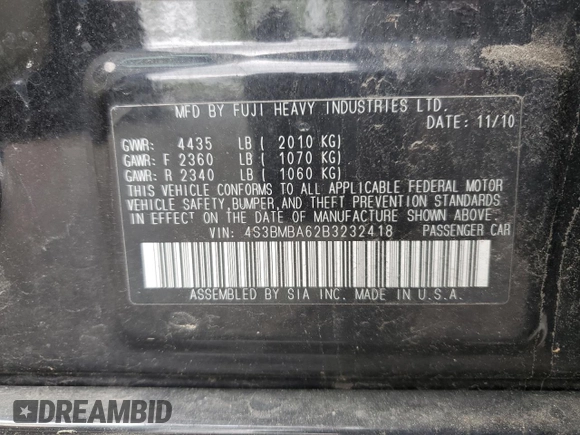 MFD BY FUJI HEAVY INDUSTRIES LTD.
DATE: 11/10
GVWR: 4435 LB ( 2010 KG)
GAWR: F 2360 LB ( 1070 KG)
GAWR: R 2340 LB ( 1060 KG)
THIS VEHICLE CONFORMS TO ALL APPLICABLE FEDERAL MOTOR
VEHICLE SAFETY, BUMPER, AND THEFT PREVENTION STANDARDS
IN EFFECT ON THE DATE OF MANUFACTURE SHOWN ABOVE.
VIN: 4S3BMBA62B3232418 PASSENGER CAR
ASSEMBLED BY SIA INC. MADE IN U.S.A.
DREAMBID